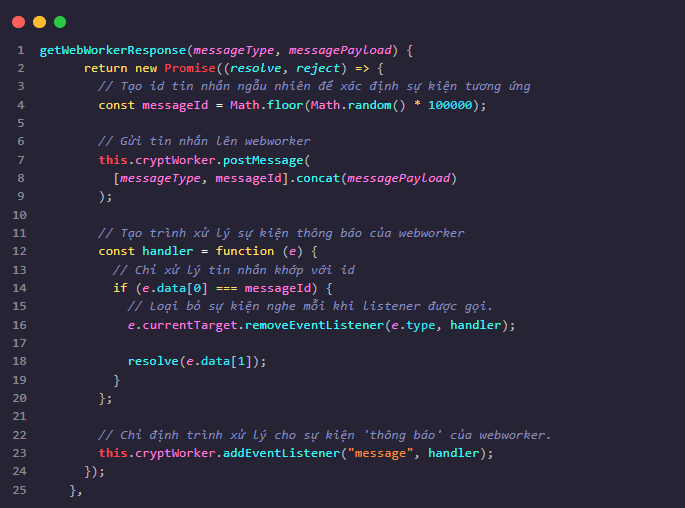 1 getWebWorkerResponse(messageType, messagePayload) {
2 return new Promise((resolve, reject) => {
3 // Tạo id tin nhắn ngẫu nhiên để xác định sự kiện tương ứng
4 const messageId = Math.floor(Math.random() * 100000);
5
6 // Gửi tin nhắn lên webworker
7 this.cryptWorker.postMessage(
8 [messageType, messageId].concat(messagePayload)
9 );
10
11 // Tạo trình xử lý sự kiện thông báo của webworker
12 const handler = function (e) {
13 // Chỉ xử lý tin nhắn khớp với id
14 if (e.data[0] === messageId) {
15 // Loại bỏ sự kiện nghe mỗi khi listener được gọi.
16 e.currentTarget.removeEventListener(e.type, handler);
17
18 resolve(e.data[1]);
19 }
20 };
21
22 // Chỉ định trình xử lý cho sự kiện 'thông báo' của webworker.
23 this.cryptWorker.addEventListener("message", handler);
24 });
25 },